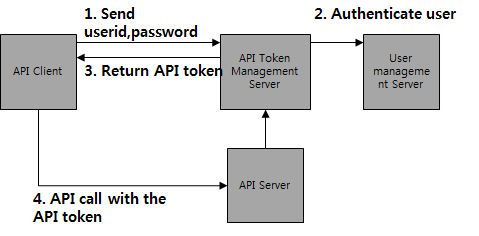 1. Send
userid,password
2. Authenticate user
API Client
3. Return API token
API Token
Management
Server
User
manageme
nt Server
API Server
4. API call with the
API token